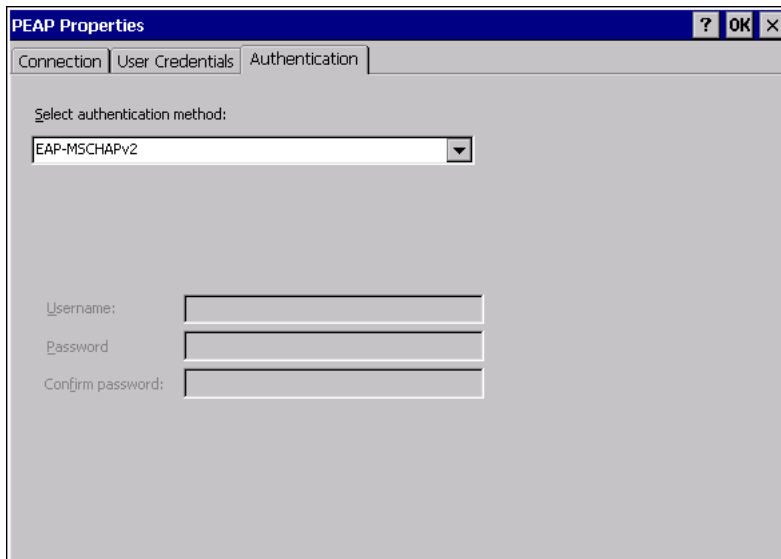 PEAP Properties ? OK ×
Connection User Credentials Authentication
Select authentication method:
EAP-MSCHAPv2
Username:
Password
Confirm password: